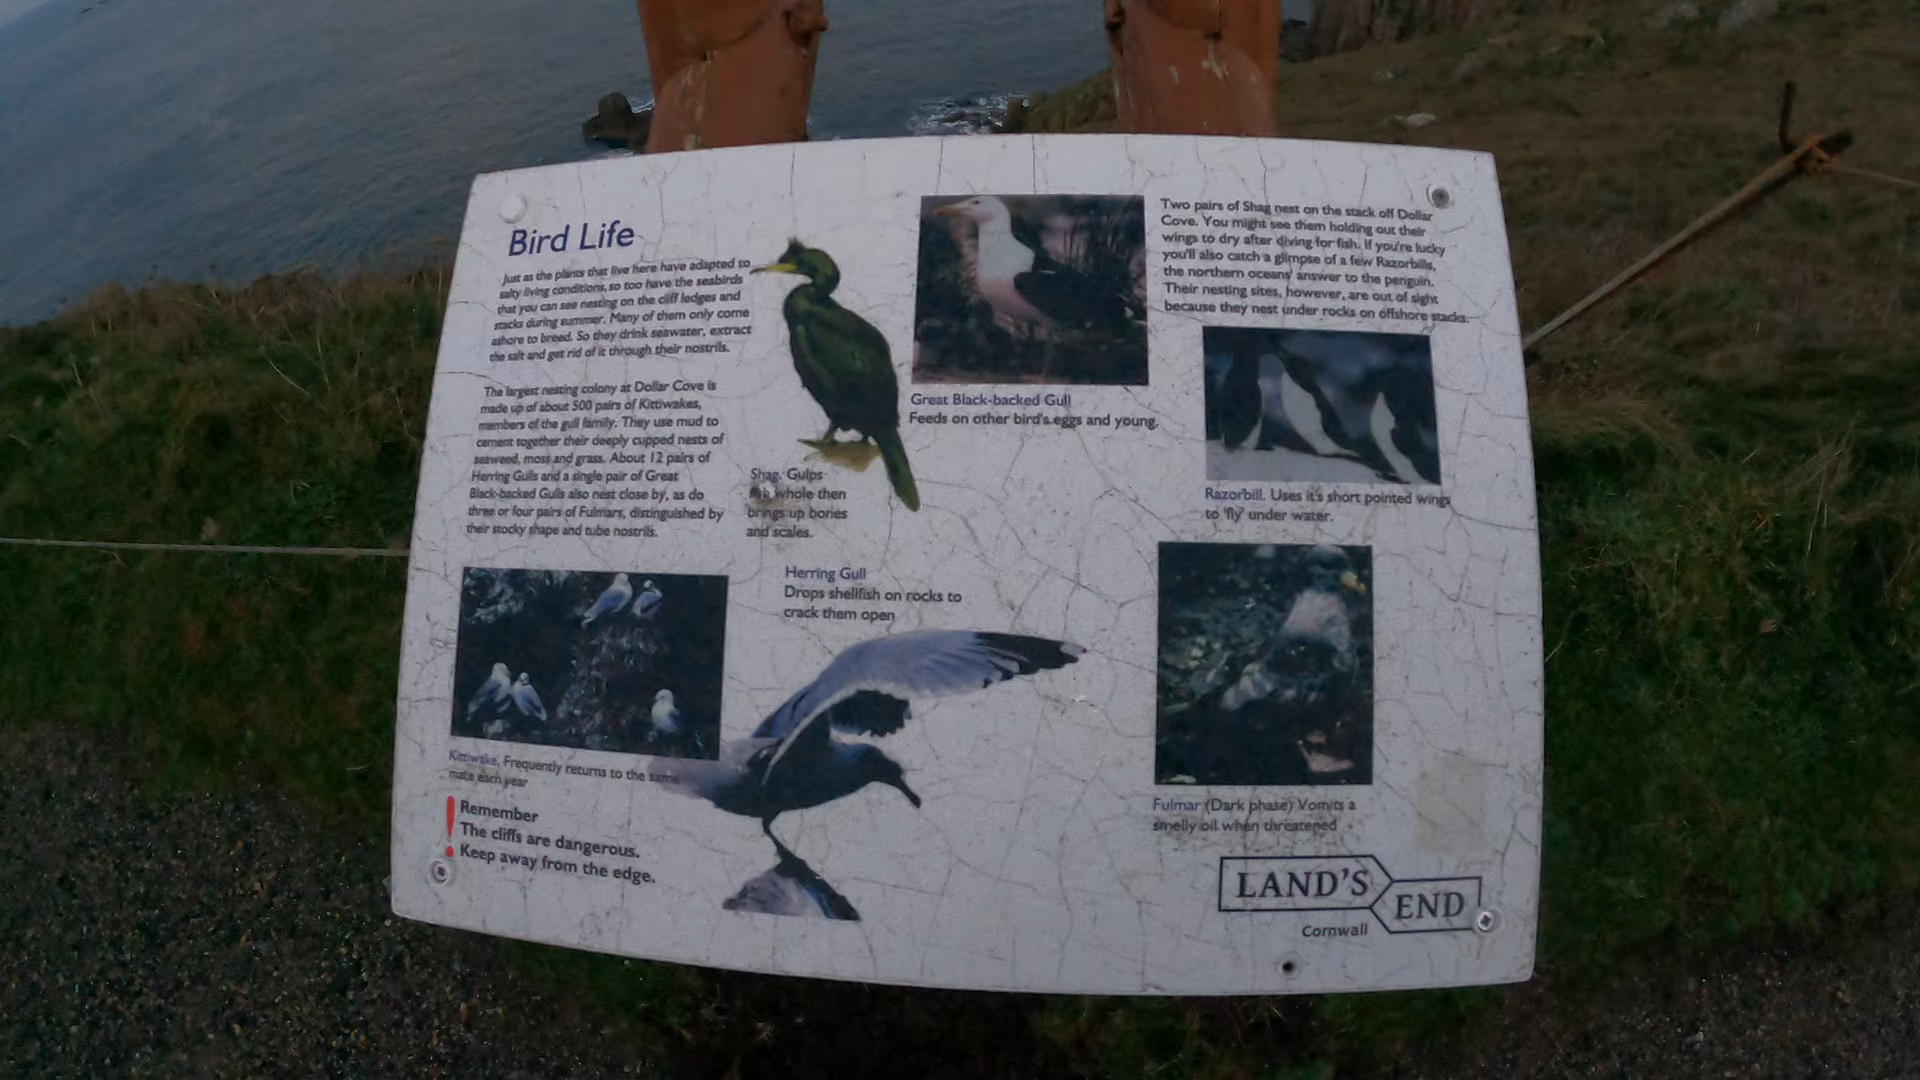 Bird Life
Just as the plants that live here have adapted to
salty living conditions, so too have the seabirds
that you can see nesting on the cliff ledges and
stacks during summer. Many of them only come
ashore to breed. So they drink seawater, extract
the salt and get rid of it through their nostrils.
The largest nesting colony at Dollar Cove is
made up of about 500 pairs of Kittiwakes,
members of the gull family. They use mud to
cement together their deeply cupped nests of
seaweed, moss and grass. About 12 pairs of
Herring Gulls and a single pair of Great
Black-backed Gulls also nest close by, as do
three or four pairs of Fulmars, distinguished by
their stocky shape and tube nostrils.
Kittiwake, Frequently returns to the same
mate each year
Remember
The cliffs are dangerous.
Keep away from the edge.
Shag. Gulps
whole then
brings up bones
and scales.
Herring Gull
Drops shellfish on rocks to
crack them open
Great Black-backed Gull
Feeds on other bird's eggs and young.
Two pairs of Shag nest on the stack off Dollar
Cove. You might see them holding out their
wings to dry after diving for fish. If you're lucky
you'll also catch a glimpse of a few Razorbills,
the northern oceans' answer to the penguin.
Their nesting sites, however, are out of sight
because they nest under rocks on offshore stacks.
Razorbill. Uses it's short pointed wings
to 'fly' under water.
Fulmar (Dark phase) Vomits a
smelly oil when threatened
LAND'S
END
Cornwall